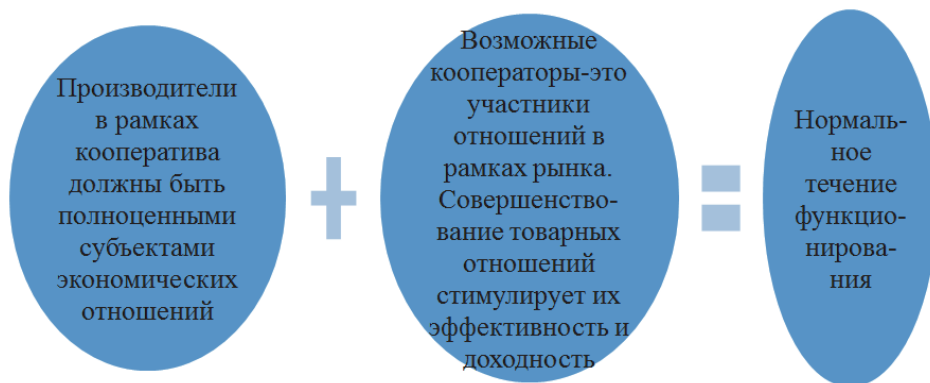 Производители
в рамках
кооператива
должны быть
полноценными
субъектами
экономических
отношений
+
Возможные
кооператоры-это
участники
отношений в
рамках рынка.
Совершенство-
вание товарных
отношений
стимулирует их
эффективность и
доходность
=
Нормаль-
ное
течение
функцио-
нирова-
ния